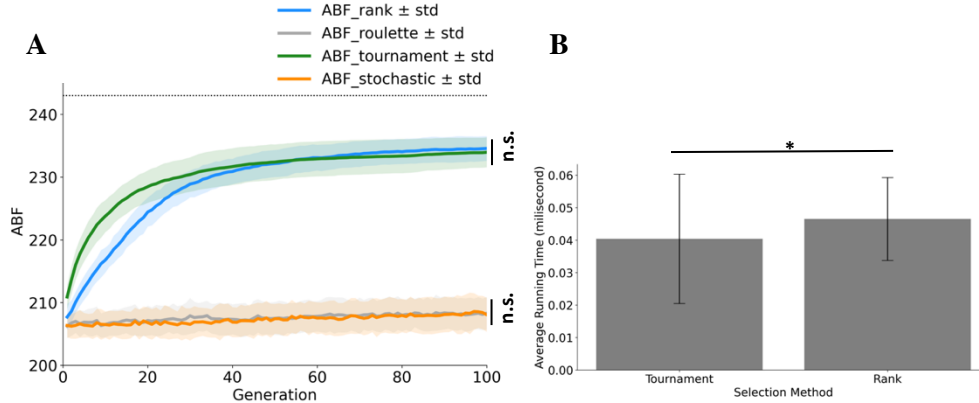 A
ABF_rank ± std
ABF_roulette ± std
ABF_tournament ± std
ABF_stochastic ± std
240
230
220
210
200
ABF
0
20
40
60
80
100
Generation
n.s.
n.s.
B
*
0.06
0.05
0.04
0.03
0.02
0.01
0.00
Average Running Time (milisecond)
Tournament
Rank
Selection Method